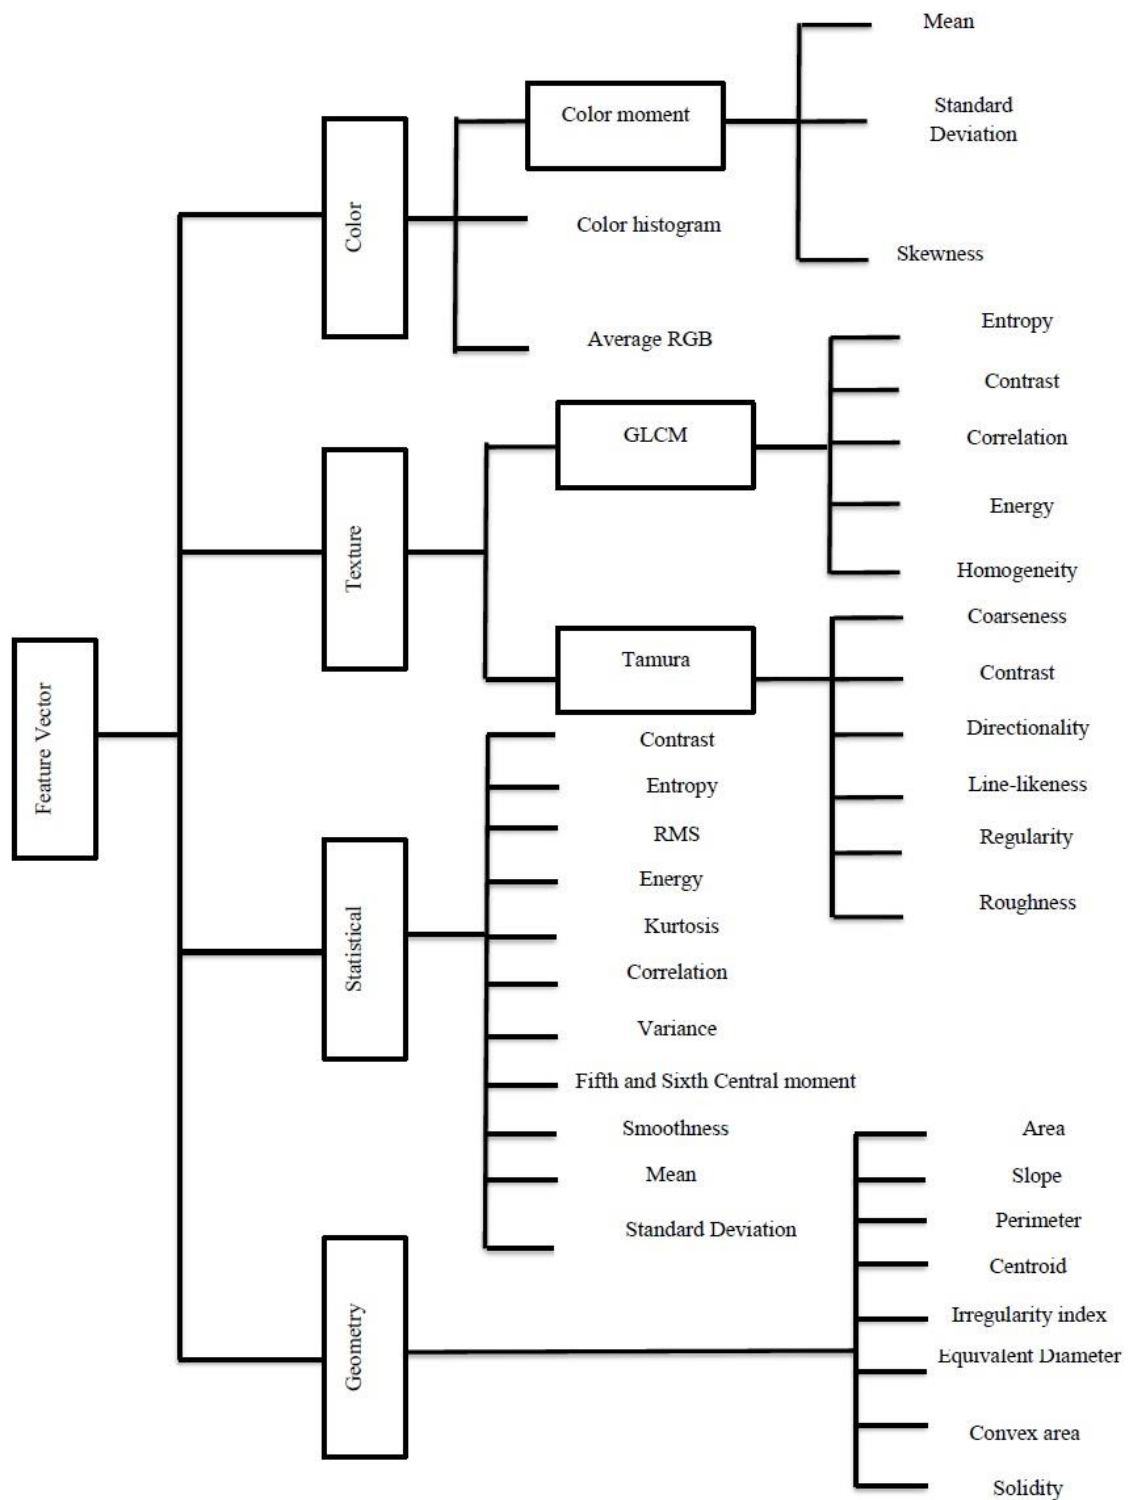 Feature Vector
Color
Color moment
Mean
Standard
Deviation
Skewness
Color histogram
Average RGB
Texture
GLCM
Entropy
Contrast
Correlation
Energy
Homogeneity
Tamura
Coarseness
Contrast
Directionality
Line-likeness
Regularity
Roughness
Statistical
Contrast
Entropy
RMS
Energy
Kurtosis
Correlation
Variance
Fifth and Sixth Central moment
Smoothness
Mean
Standard Deviation
Geometry
Area
Slope
Perimeter
Centroid
Irregularity index
Equivalent Diameter
Convex area
Solidity